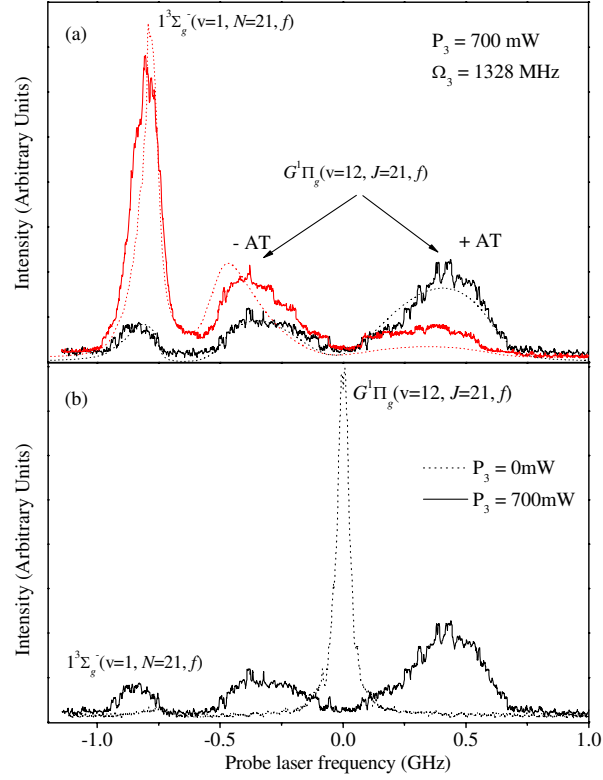 1³Σg⁻(v=1, N=21, f)
(a)
P₃ = 700 mW
Ω₃ = 1328 MHz
G¹Πg(v=12, J=21, f)
- AT
+ AT
Intensity (Arbitrary Units)
(b)
G¹Πg(v=12, J=21, f)
P₃ = 0mW
P₃ = 700mW
1³Σg⁻(v=1, N=21, f)
Intensity (Arbitrary Units)
-1.0 -0.5 0.0 0.5 1.0
Probe laser frequency (GHz)